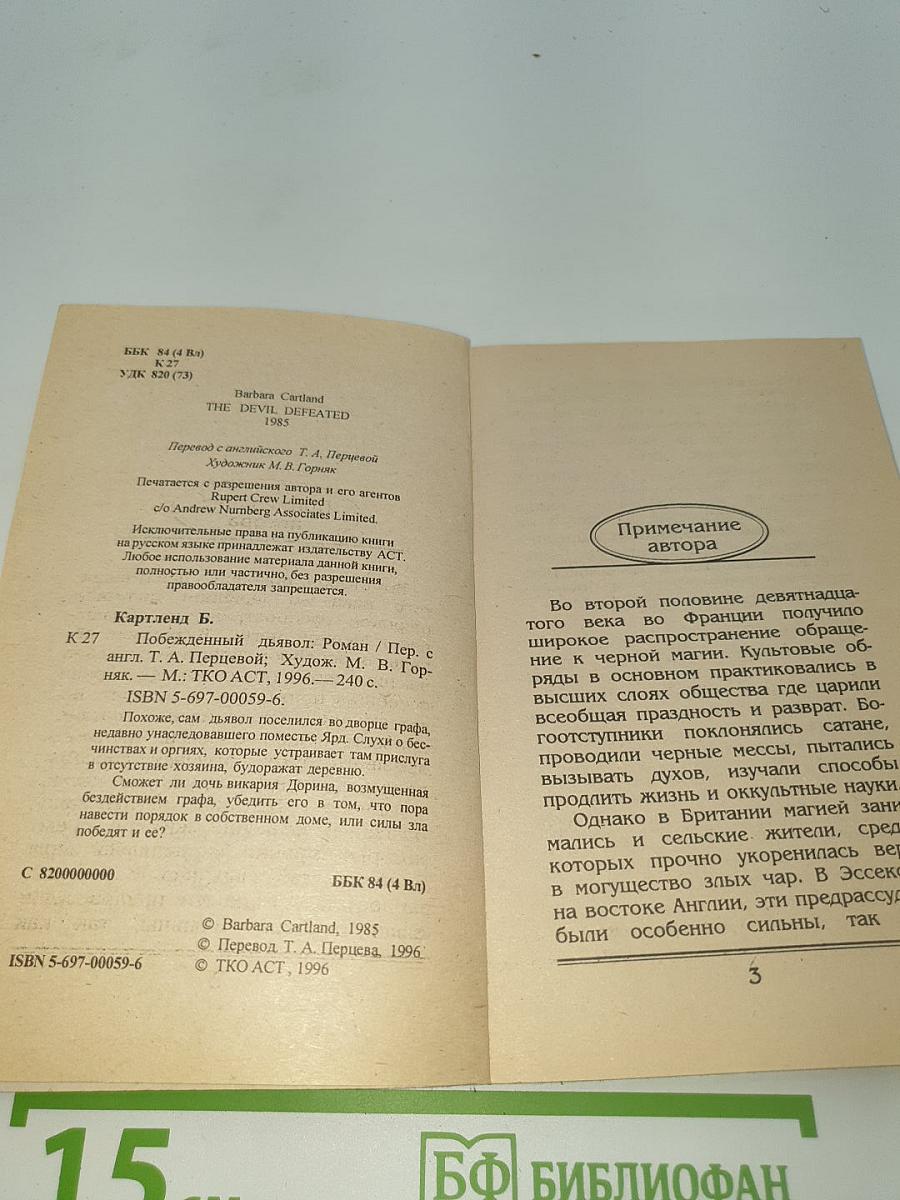 ББК 84 (4 Вл)
К 27
УДК 820 (73)
Barbara Cartland
THE DEVIL DEFEATED
1985
Перевод с английского Т. А. Перцевой
Художник М. В. Горняк
Печатается с разрешения автора и его агентов
Rupert Crew Limited
c/o Andrew Nurnberg Associates Limited.
Исключительные права на публикацию книги
на русском языке принадлежат издательству АСТ.
Любое использование материала данной книги,
полностью или частично, без разрешения
правообладателя запрещается.
Картленд Б.
К 27 Побежденный дьявол: Роман / Пер. с
англ. Т. А. Перцевой; Худож. М. В. Гор-
няк. — М.: ТКО АСТ, 1996.— 240 с.
ISBN 5-697-00059-6.
Похоже, сам дьявол поселился во дворце графа,
недавно унаследовавшего поместье Ярд. Слухи о бес-
чинствах и оргиях, которые устраивает там прислуга
в отсутствие хозяина, будоражат деревню.
Сможет ли дочь викария Дорина, возмущенная
бездействием графа, убедить его в том, что пора
навести порядок в собственном доме, или силы зла
победят и ее?
С 8200000000
ББК 84 (4 Вл)
© Barbara Cartland, 1985
© Перевод. Т. А. Перцева, 1996
ISBN 5-697-00059-6
© ТКО АСТ, 1996
Примечание
автора
Во второй половине девятнадца-
того века во Франции получило
широкое распространение обраще-
ние к черной магии. Культовые об-
ряды в основном практиковались в
высших слоях общества где царили
всеобщая праздность и разврат. Бо-
гоотступники поклонялись сатане,
проводили черные мессы, пытались
вызывать духов, изучали способы
продлить жизнь и оккультные науки.
Однако в Британии магией зани
мались и сельские жители, сред
которых прочно укоренилась вер
в могущество злых чар. В Эссекс
на востоке Англии, эти предрассуд
были особенно сильны, так
3
15 см
БФ БИБЛИОФАН